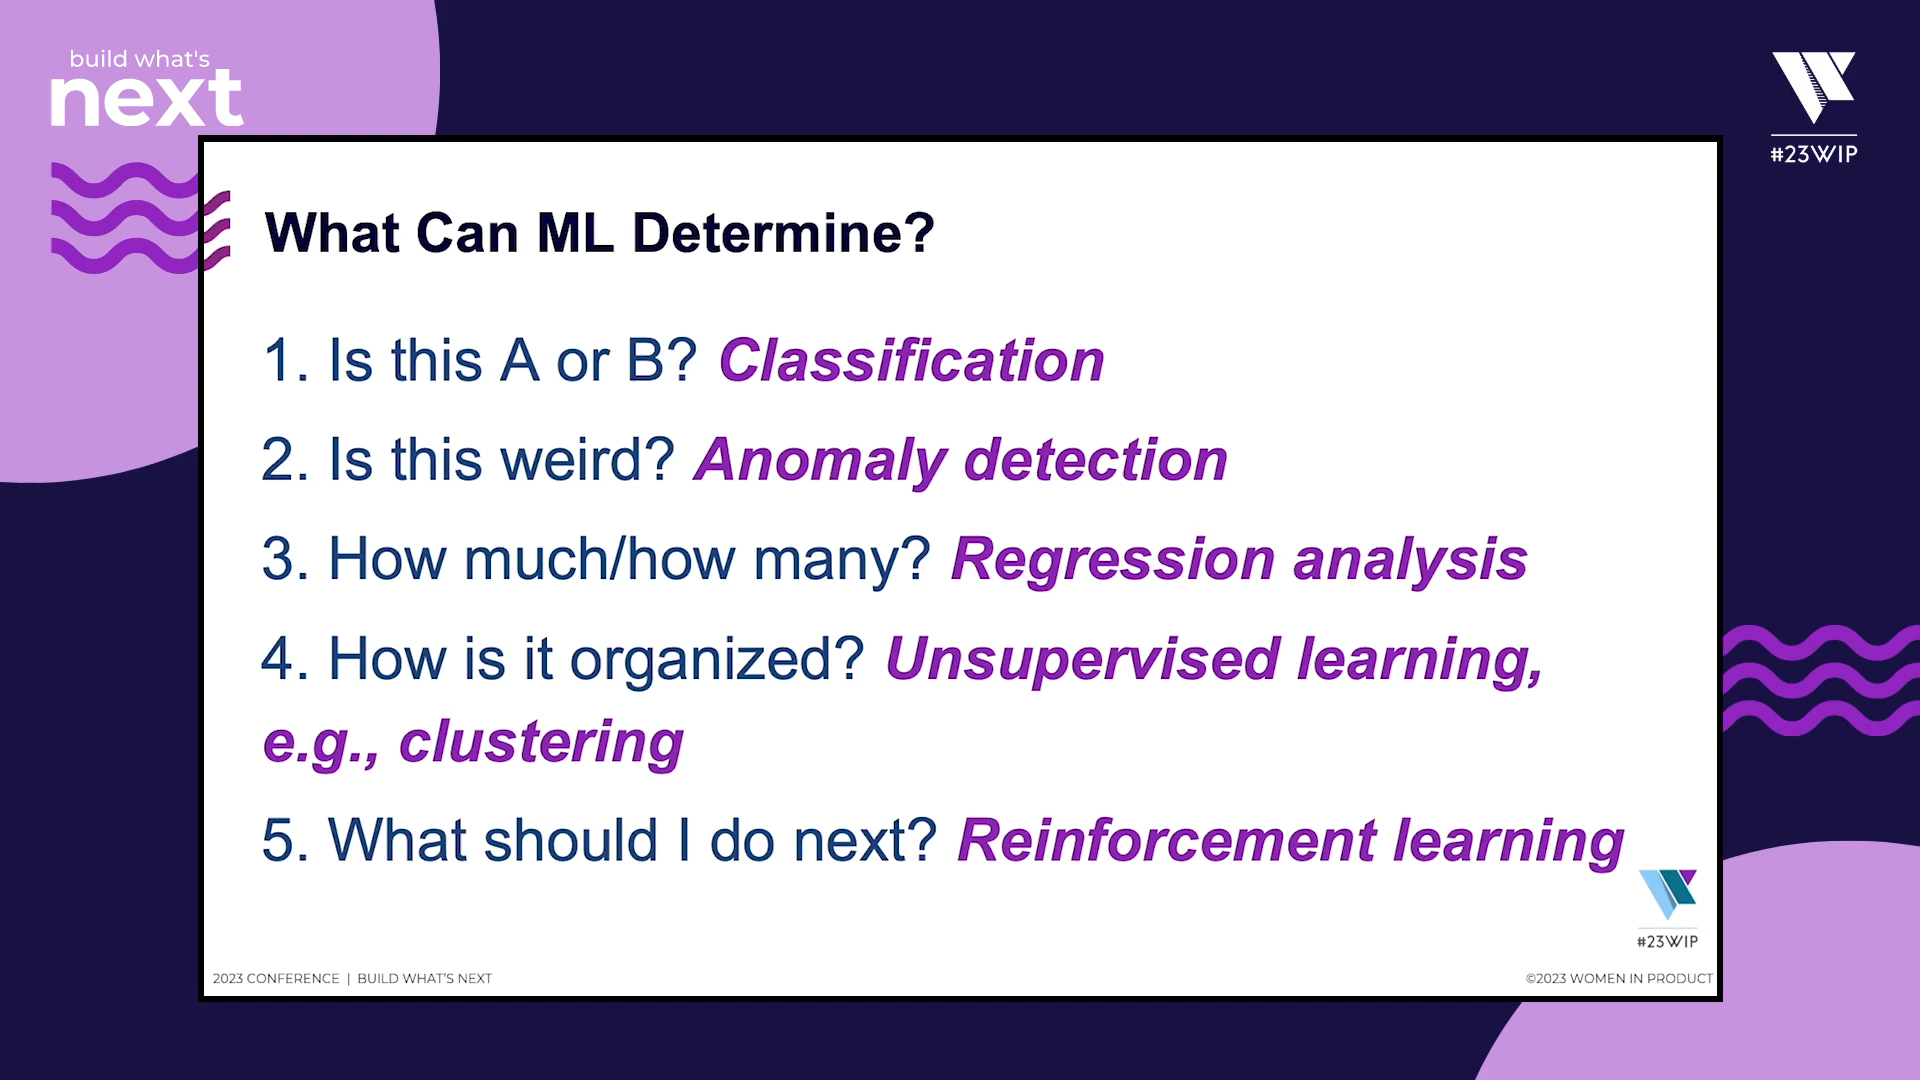 build what's
next
#23WIP
What Can ML Determine?
1. Is this A or B? Classification
2. Is this weird? Anomaly detection
3. How much/how many? Regression analysis
4. How is it organized? Unsupervised learning,
e.g., clustering
5. What should I do next? Reinforcement learning
#23WIP
2023 CONFERENCE | BUILD WHAT'S NEXT
©2023 WOMEN IN PRODUCT